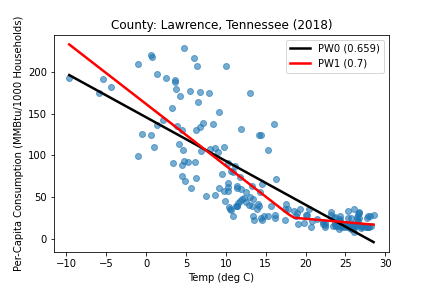 County: Lawrence, Tennessee (2018)
Per-Capita Consumption (MMBtu/1000 Households)
200
150
100
50
0
PW0 (0.659)
PW1 (0.7)
−10
−5
0
5
10
15
20
25
30
Temp (deg C)